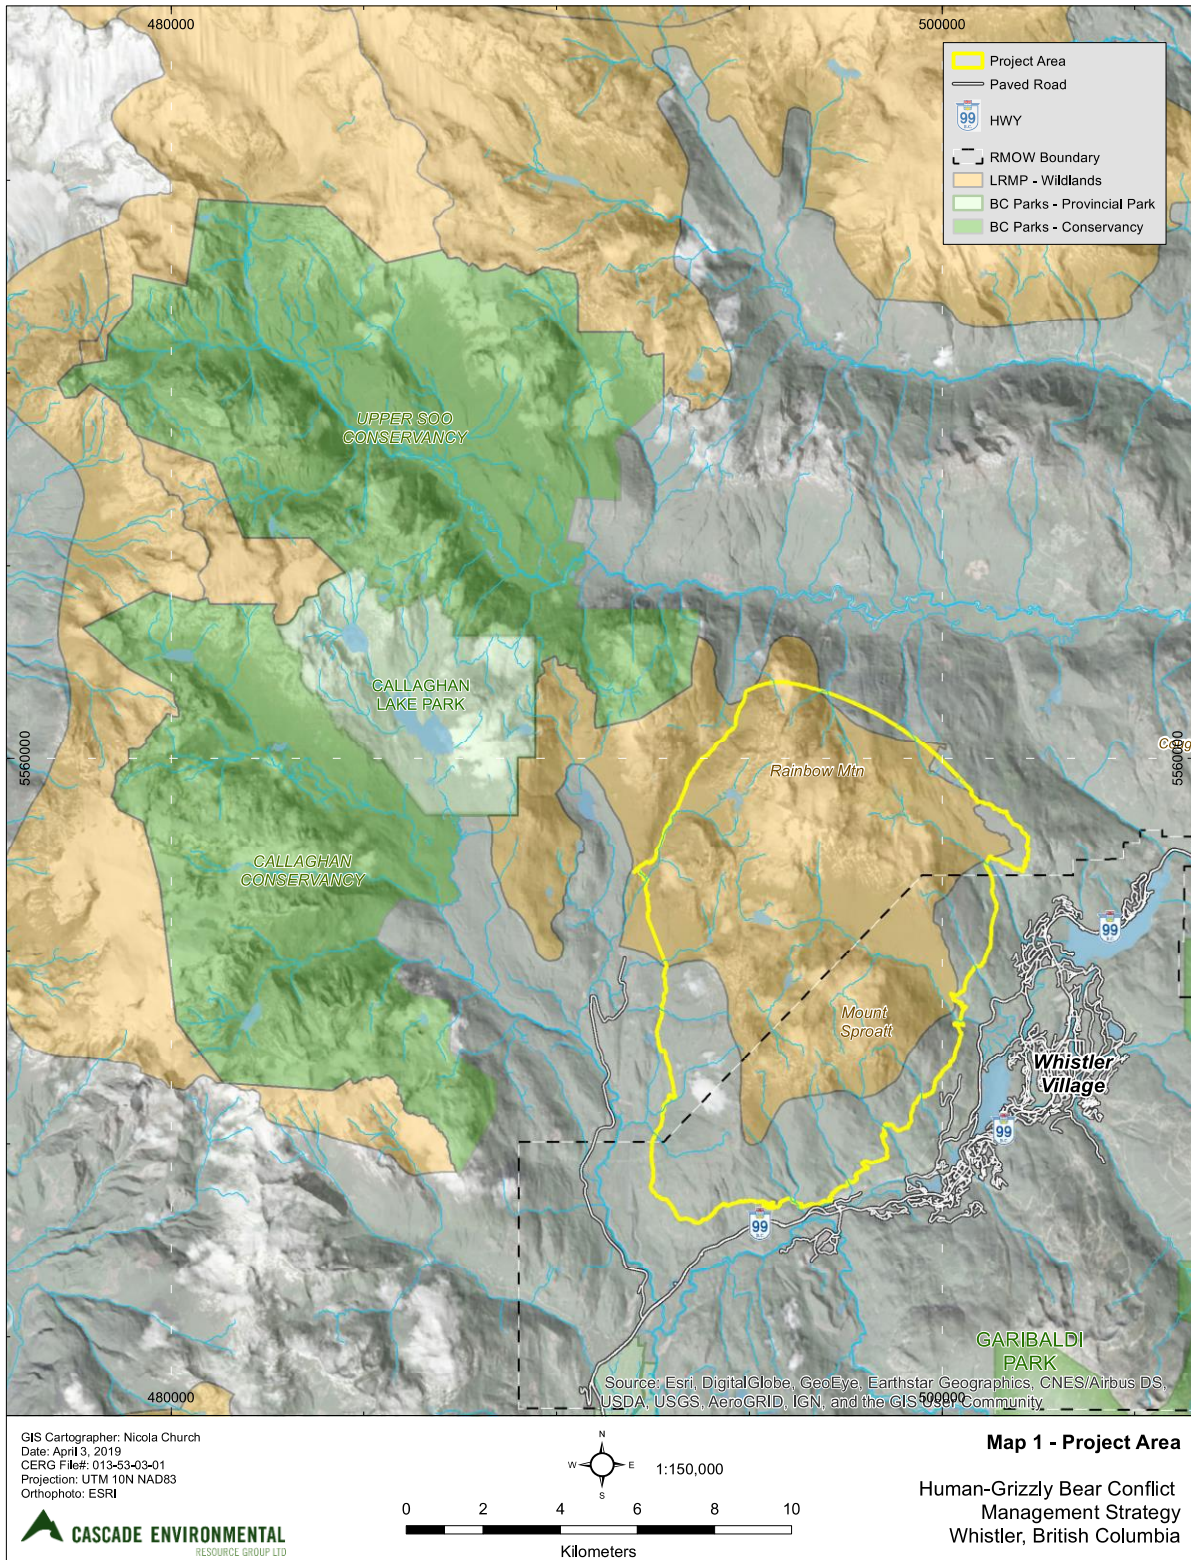 480000
500000
Project Area
Paved Road
99
B.C.
HWY
RMOW Boundary
LRMP - Wildlands
BC Parks - Provincial Park
BC Parks - Conservancy
UPPER SOO
CONSERVANCY
CALLAGHAN
LAKE PARK
5560000
5560000
Coug
Rainbow Mtn
CALLAGHAN
CONSERVANCY
99
Mount
Sproatt
Whistler
Village
99
B.C.
99
B.C.
GARIBALDI
PARK
Source: Esri, DigitalGlobe, GeoEye, Earthstar Geographics, CNES/Airbus DS,
USDA, USGS, AeroGRID, IGN, and the GIS User Community
480000
500000
GIS Cartographer: Nicola Church
Date: April 3, 2019
CERG File#: 013-53-03-01
Projection: UTM 10N NAD83
Orthophoto: ESRI
CASCADE ENVIRONMENTAL
RESOURCE GROUP LTD
N
W
E
S
1:150,000
0 2 4 6 8 10
Kilometers
Map 1 - Project Area
Human-Grizzly Bear Conflict
Management Strategy
Whistler, British Columbia